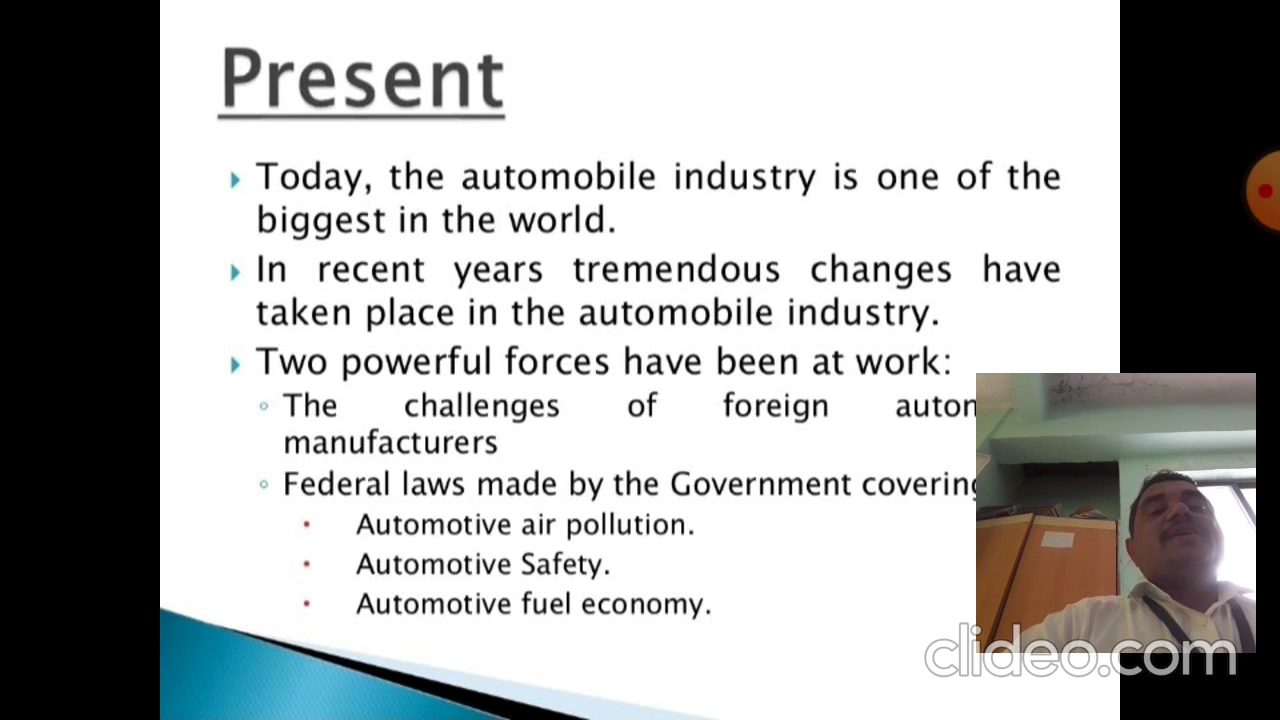 Present
Today, the automobile industry is one of the
biggest in the world.
In recent years tremendous changes have
taken place in the automobile industry.
Two powerful forces have been at work:
The challenges of foreign
manufacturers
Federal laws made by the Government covering
Automotive air pollution.
Automotive Safety.
Automotive fuel economy.
clideo.com